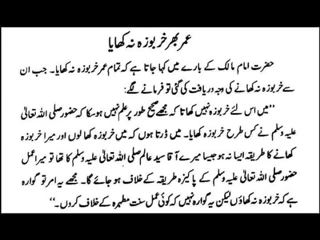 عمر بھر خربوزہ نہ کھایا
حضرت امام مالک کے بارے میں کہا جاتا ہے کہ تمام عمر خربوزہ نہ کھایا۔ جب ان
سے خربوزہ نہ کھانے کی وجہ دریافت کی گئی تو فرمانے لگے:
”میں اس لئے خربوزہ نہیں کھاتا کہ مجھے صحیح طور پر علم نہیں ہو سکا کہ حضور صلی اللہ تعالیٰ
علیہ وسلم نے کس طرح خربوزہ کھایا۔ میں ڈرتا ہوں کہ میں خربوزہ کھا لوں اور میرا خربوزہ
کھانے کا طریقہ ایسا نہ ہو جیسا میرے آقا سید عالم صلی اللہ تعالیٰ علیہ وسلم کا تھا تو میرا عمل
حضور صلی اللہ تعالیٰ علیہ وسلم کے پاکیزہ طریقہ کے خلاف ہو جائے گا۔ مجھے یہ امر تو گوارہ
ہے کہ خربوزہ نہ کھاؤں لیکن یہ گوارہ نہیں کہ کوئی عمل سنت مطہرہ کے خلاف کروں۔“